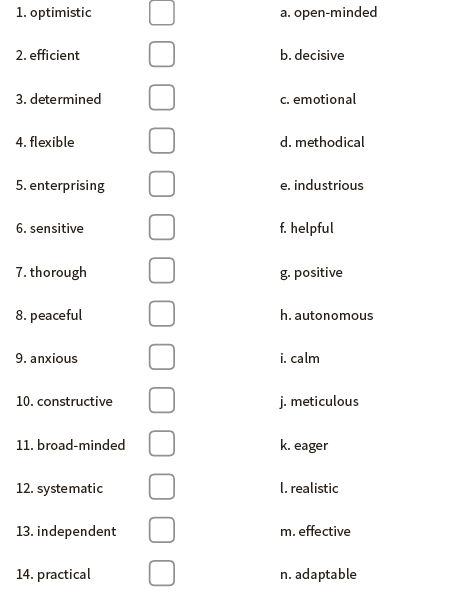 1. optimistic a. open-minded
2. efficient b. decisive
3. determined c. emotional
4. flexible d. methodical
5. enterprising e. industrious
6. sensitive f. helpful
7. thorough g. positive
8. peaceful h. autonomous
9. anxious i. calm
10. constructive j. meticulous
11. broad-minded k. eager
12. systematic l. realistic
13. independent m. effective
14. practical n. adaptable